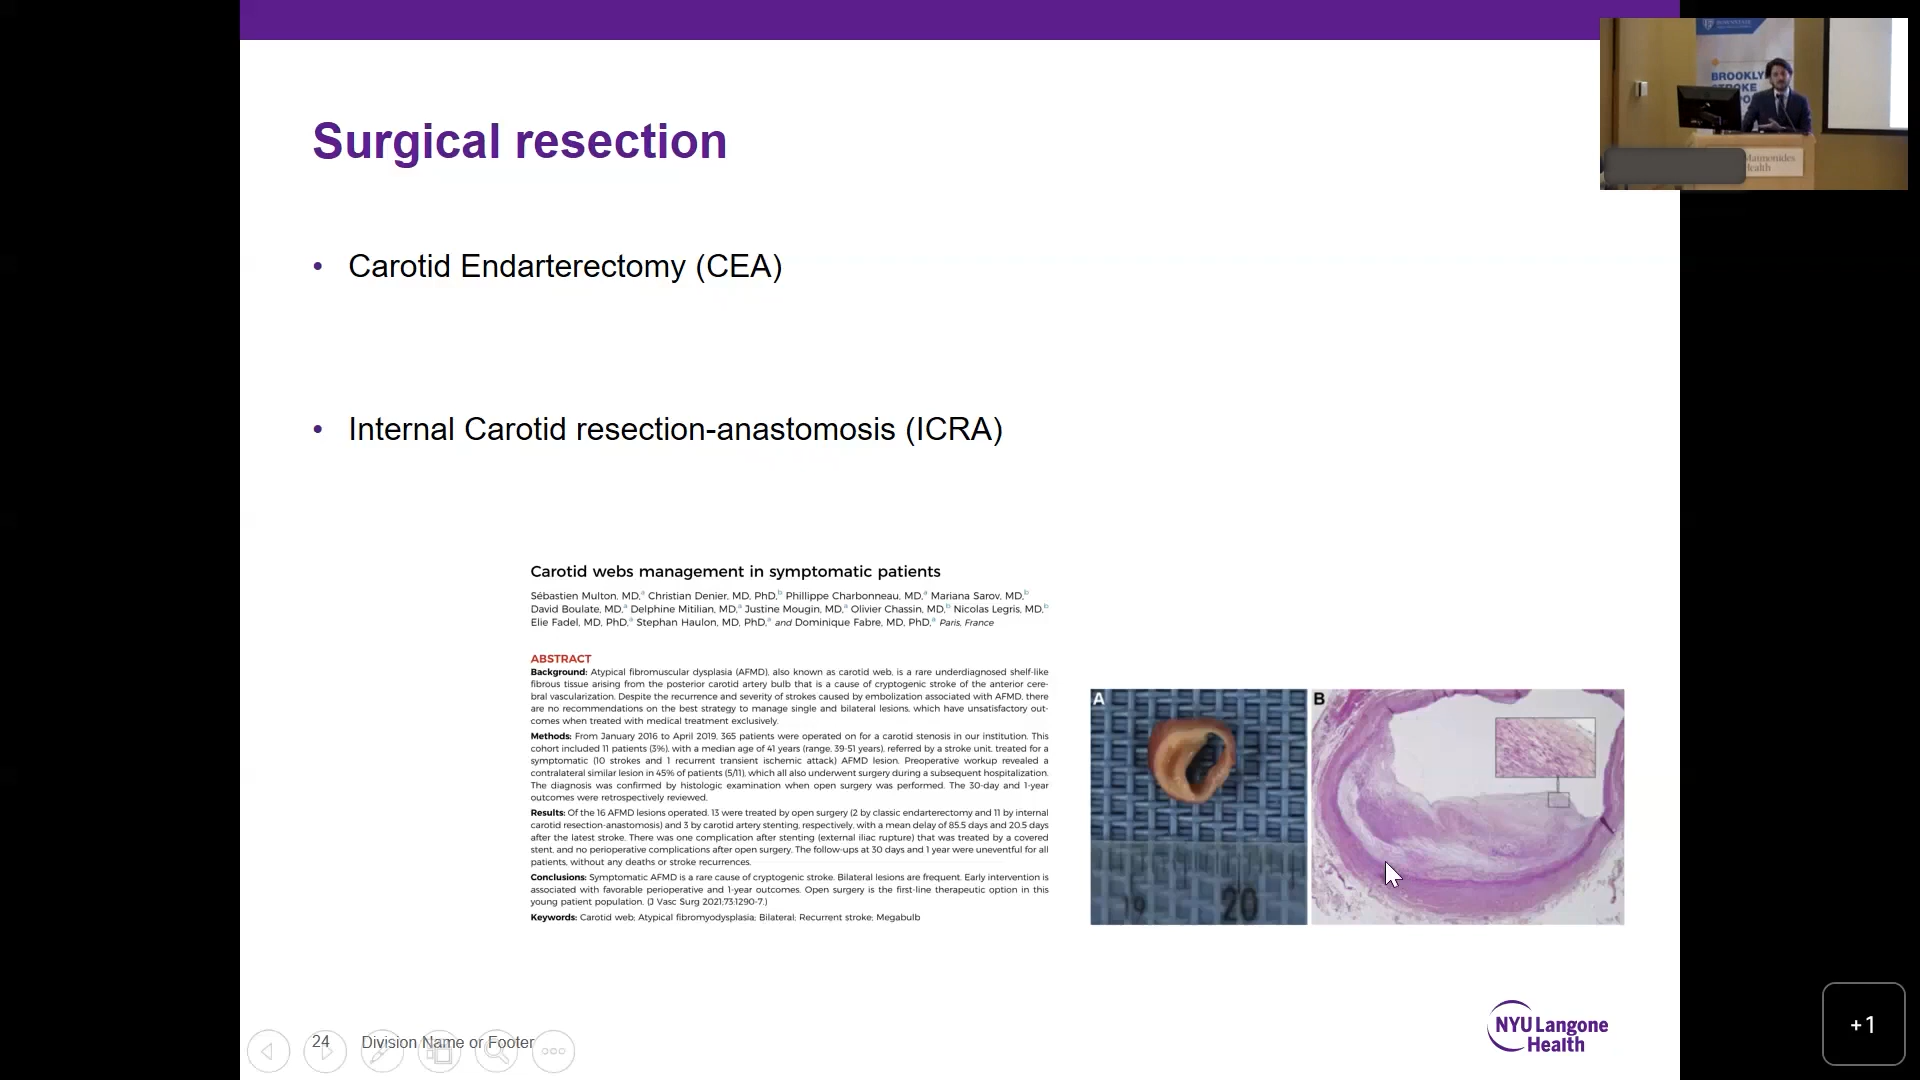 Surgical resection
• Carotid Endarterectomy (CEA)
• Internal Carotid resection-anastomosis (ICRA)
Carotid webs management in symptomatic patients
Sébastien Multon, MD,a Christian Denier, MD, PhD,b Phillippe Charbonneau, MD,a Mariana Sarov, MD,b
David Boulate, MD,a Delphine Mitilian, MD,a Justine Mougin, MD,a Olivier Chassin, MD,b Nicolas Legris, MD,b
Elie Fadel, MD, PhD,a Stephan Haulon, MD, PhD,a and Dominique Fabre, MD, PhD,a Paris, France
ABSTRACT
Background: Atypical fibromuscular dysplasia (AFMD), also known as carotid web, is a rare underdiagnosed shelf-like
fibrous tissue arising from the posterior carotid artery bulb that is a cause of cryptogenic stroke of the anterior cere-
bral vascularization. Despite the recurrence and severity of strokes caused by embolization associated with AFMD, there
are no recommendations on the best strategy to manage single and bilateral lesions, which have unsatisfactory out-
comes when treated with medical treatment exclusively.
Methods: From January 2016 to April 2019, 365 patients were operated on for a carotid stenosis in our institution. This
cohort included 11 patients (3%), with a median age of 41 years (range, 39-51 years), referred by a stroke unit, treated for a
symptomatic (10 strokes and 1 recurrent transient ischemic attack) AFMD lesion. Preoperative workup revealed a
contralateral similar lesion in 45% of patients (5/11), which all also underwent surgery during a subsequent hospitalization.
The diagnosis was confirmed by histologic examination when open surgery was performed. The 30-day and 1-year
outcomes were retrospectively reviewed.
Results: Of the 16 AFMD lesions operated, 13 were treated by open surgery (2 by classic endarterectomy and 11 by internal
carotid resection-anastomosis) and 3 by carotid artery stenting, respectively, with a mean delay of 85.5 days and 20.5 days
after the latest stroke. There was one complication after stenting (external iliac rupture) that was treated by a covered
stent, and no perioperative complications after open surgery. The follow-ups at 30 days and 1 year were uneventful for all
patients, without any deaths or stroke recurrences.
Conclusions: Symptomatic AFMD is a rare cause of cryptogenic stroke. Bilateral lesions are frequent. Early intervention is
associated with favorable perioperative and 1-year outcomes. Open surgery is the first-line therapeutic option in this
young patient population. (J Vasc Surg 2021;73:1290-7.)
Keywords: Carotid web; Atypical fibromyodysplasia; Bilateral; Recurrent stroke; Megabulb
A
B
19 20
24 Division Name or Footer
NYU Langone
Health
BROOKLY
Maimonides
Health
+1